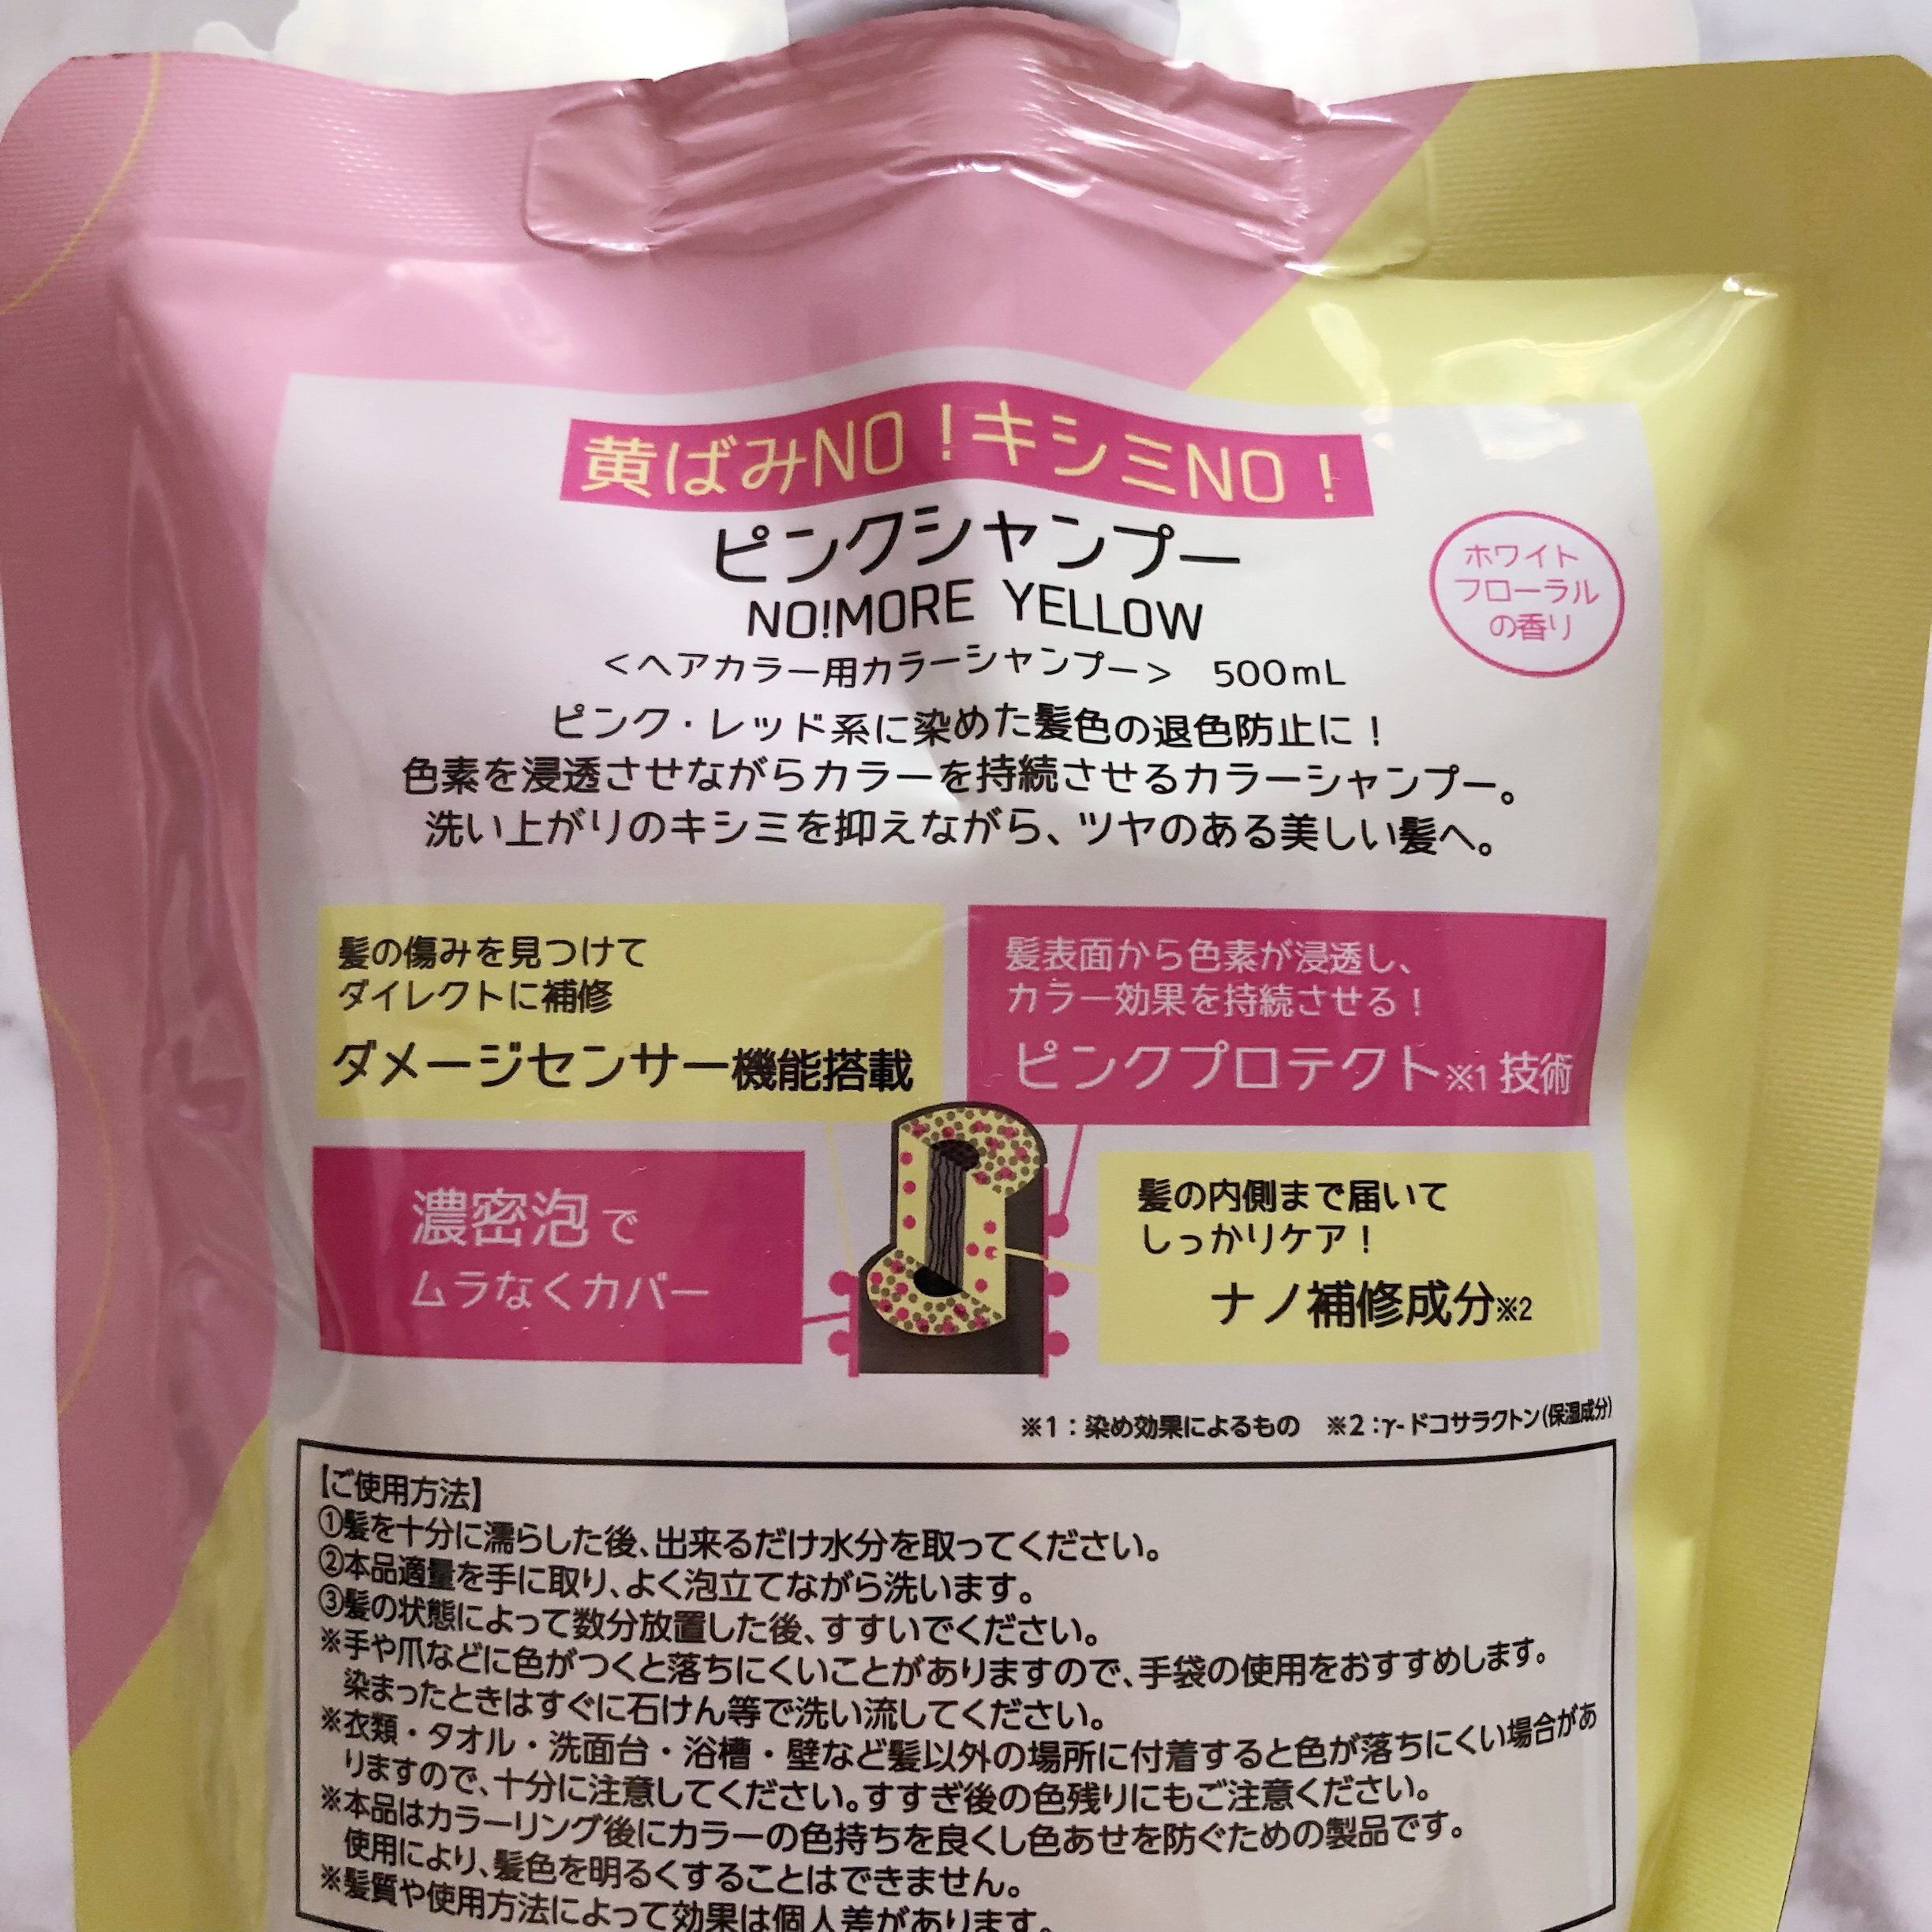 黄ばみNO！キシミNO！
ピンクシャンプー
NO!MORE YELLOW
＜ヘアカラー用カラーシャンプー＞ 500mL
ホワイト
フローラル
の香り
ピンク・レッド系に染めた髪色の退色防止に！
色素を浸透させながらカラーを持続させるカラーシャンプー。
洗い上がりのキシミを抑えながら、ツヤのある美しい髪へ。
髪の傷みを見つけて
ダイレクトに補修
ダメージセンサー機能搭載
髪表面から色素が浸透し、
カラー効果を持続させる！
ピンクプロテクト※1 技術
濃密泡で
ムラなくカバー
髪の内側まで届いて
しっかりケア！
ナノ補修成分※2
※1：染め効果によるもの ※2：γ-ドコサラクトン(保湿成分)
【ご使用方法】
①髪を十分に濡らした後、出来るだけ水分を取ってください。
②本品適量を手に取り、よく泡立てながら洗います。
③髪の状態によって数分放置した後、すすいでください。
※手や爪などに色がつくと落ちにくいことがありますので、手袋の使用をおすすめします。
染まったときはすぐに石けん等で洗い流してください。
※衣類・タオル・洗面台・浴槽・壁など髪以外の場所に付着すると色が落ちにくい場合があ
りますので、十分に注意してください。すすぎ後の色残りにもご注意ください。
※本品はカラーリング後にカラーの色持ちを良くし色あせを防ぐための製品です。
使用により、髪色を明るくすることはできません。
※髪質や使用方法によって効果は個人差があります。